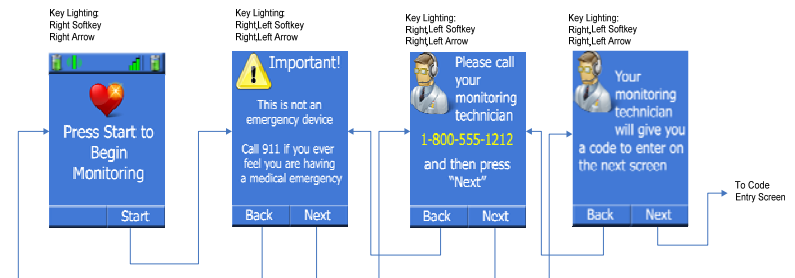 Key Lighting:
Right Softkey
Right Arrow
Press Start to
Begin
Monitoring
Start
Key Lighting:
Right,Left Softkey
Right,Left Arrow
Important!
This is not an
emergency device
Call 911 if you ever
feel you are having
a medical emergency
Back Next
Key Lighting:
Right,Left Softkey
Right,Left Arrow
Please call
your
monitoring
technician
1-800-555-1212
and then press
"Next"
Back Next
Key Lighting:
Right,Left Softkey
Right,Left Arrow
Your
monitoring
technician
will give you
a code to enter on
the next screen
Back Next
To Code
Entry Screen